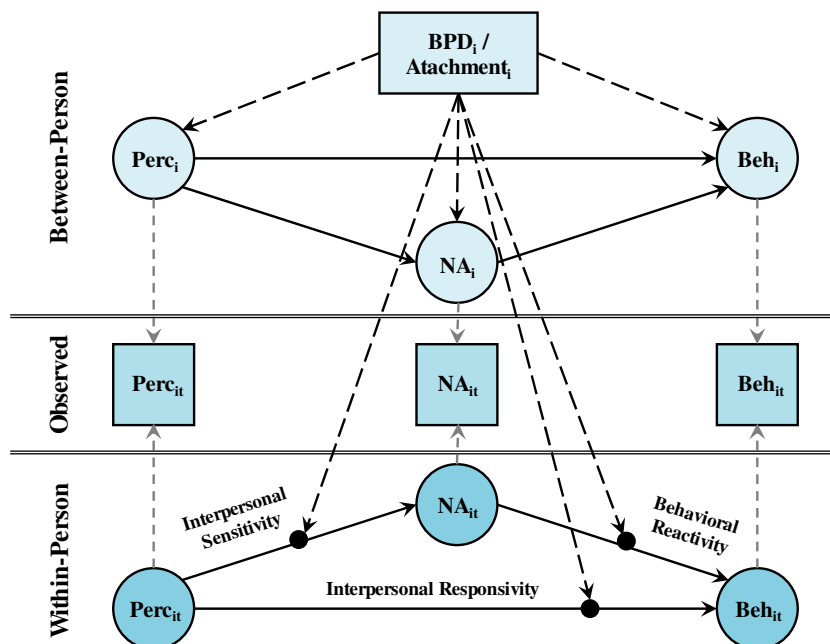 BPDi /
Atachmenti
Between-Person
Perci
Behi
NAi
Observed
Percit
NAit
Behit
Within-Person
Interpersonal
Sensitivity
NAit
Behavioral
Reactivity
Interpersonal Responsivity
Percit
Behit